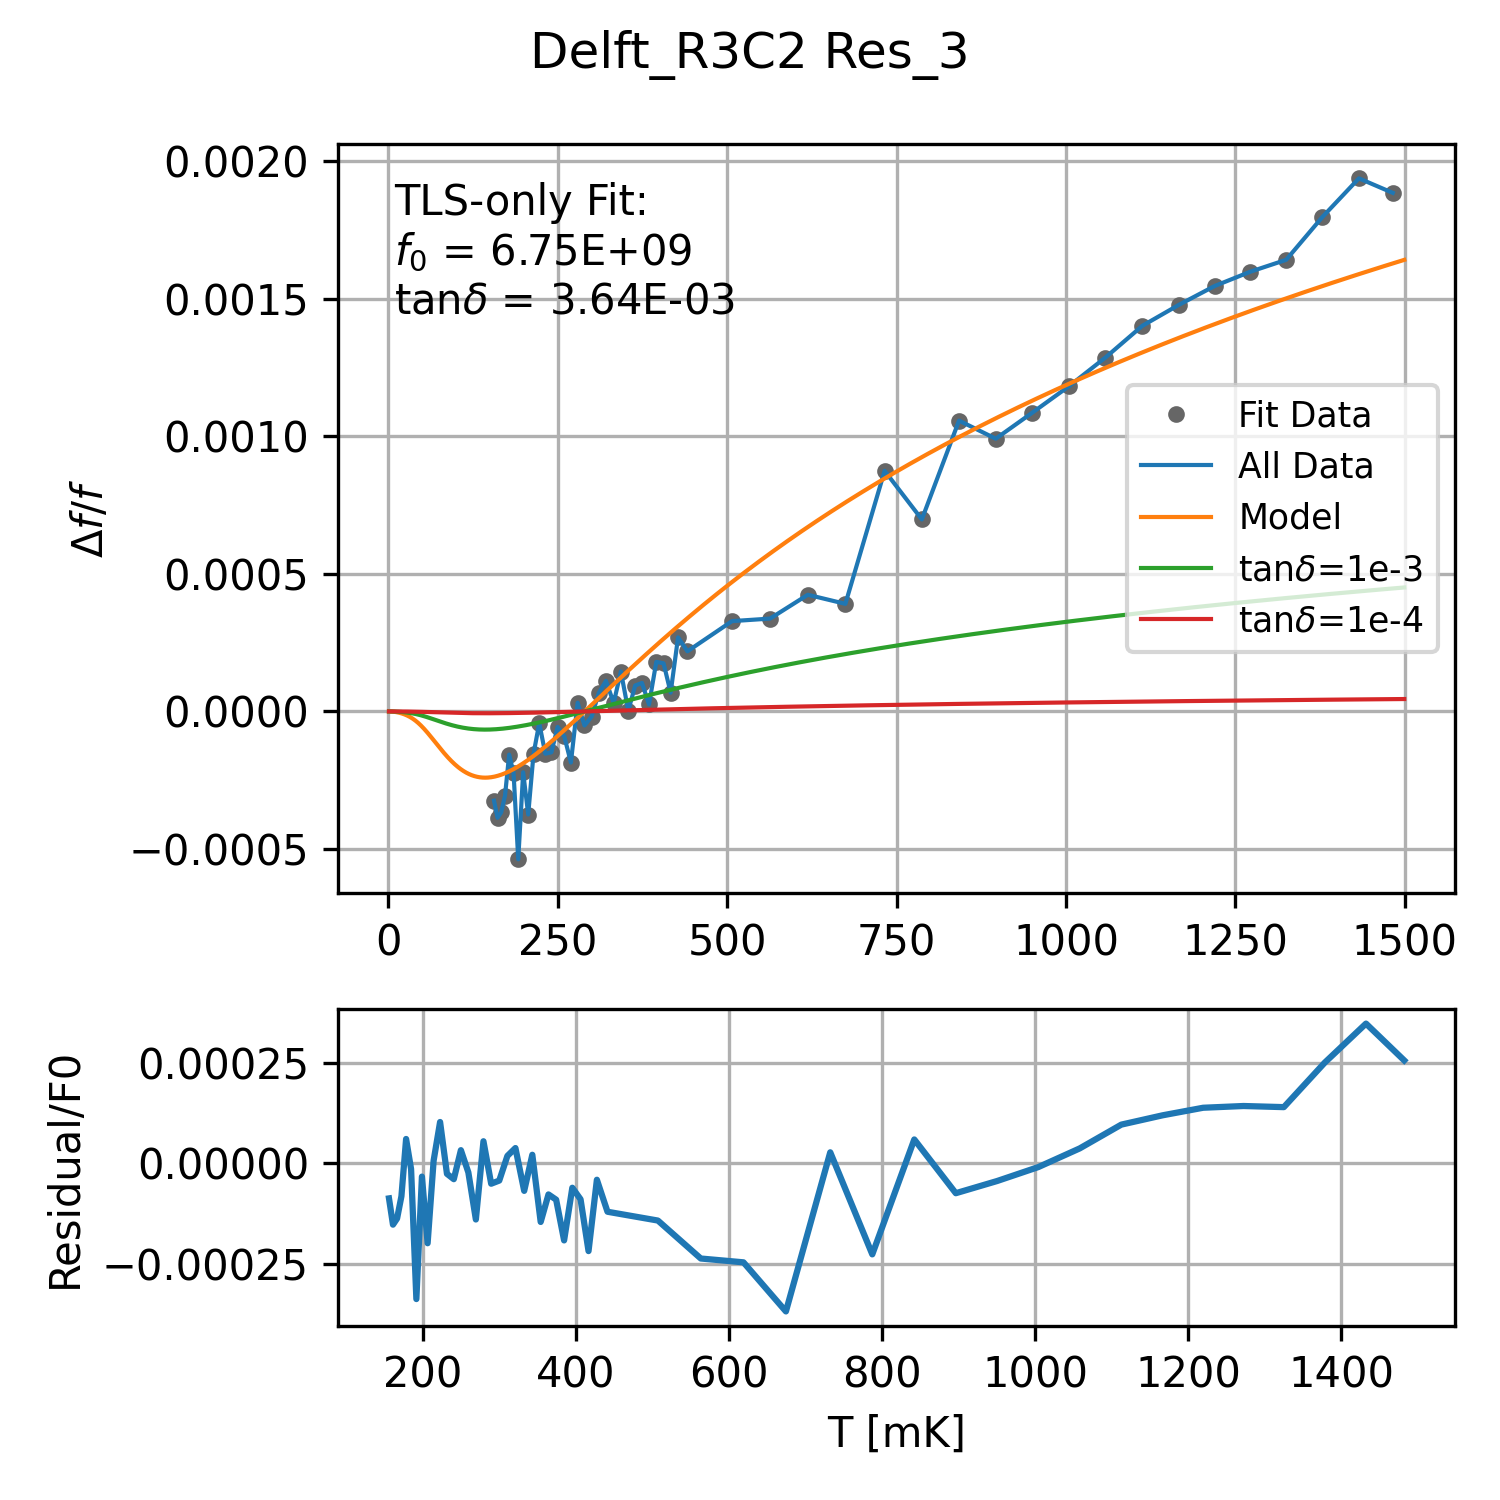 Delft_R3C2 Res_3
0.0020
0.0015
0.0010
0.0005
0.0000
−0.0005
Δf/f
TLS-only Fit:
f₀ = 6.75E+09
tanδ = 3.64E-03
Fit Data
All Data
Model
tanδ=1e-3
tanδ=1e-4
0 250 500 750 1000 1250 1500
0.00025
0.00000
−0.00025
Residual/F0
200 400 600 800 1000 1200 1400
T [mK]